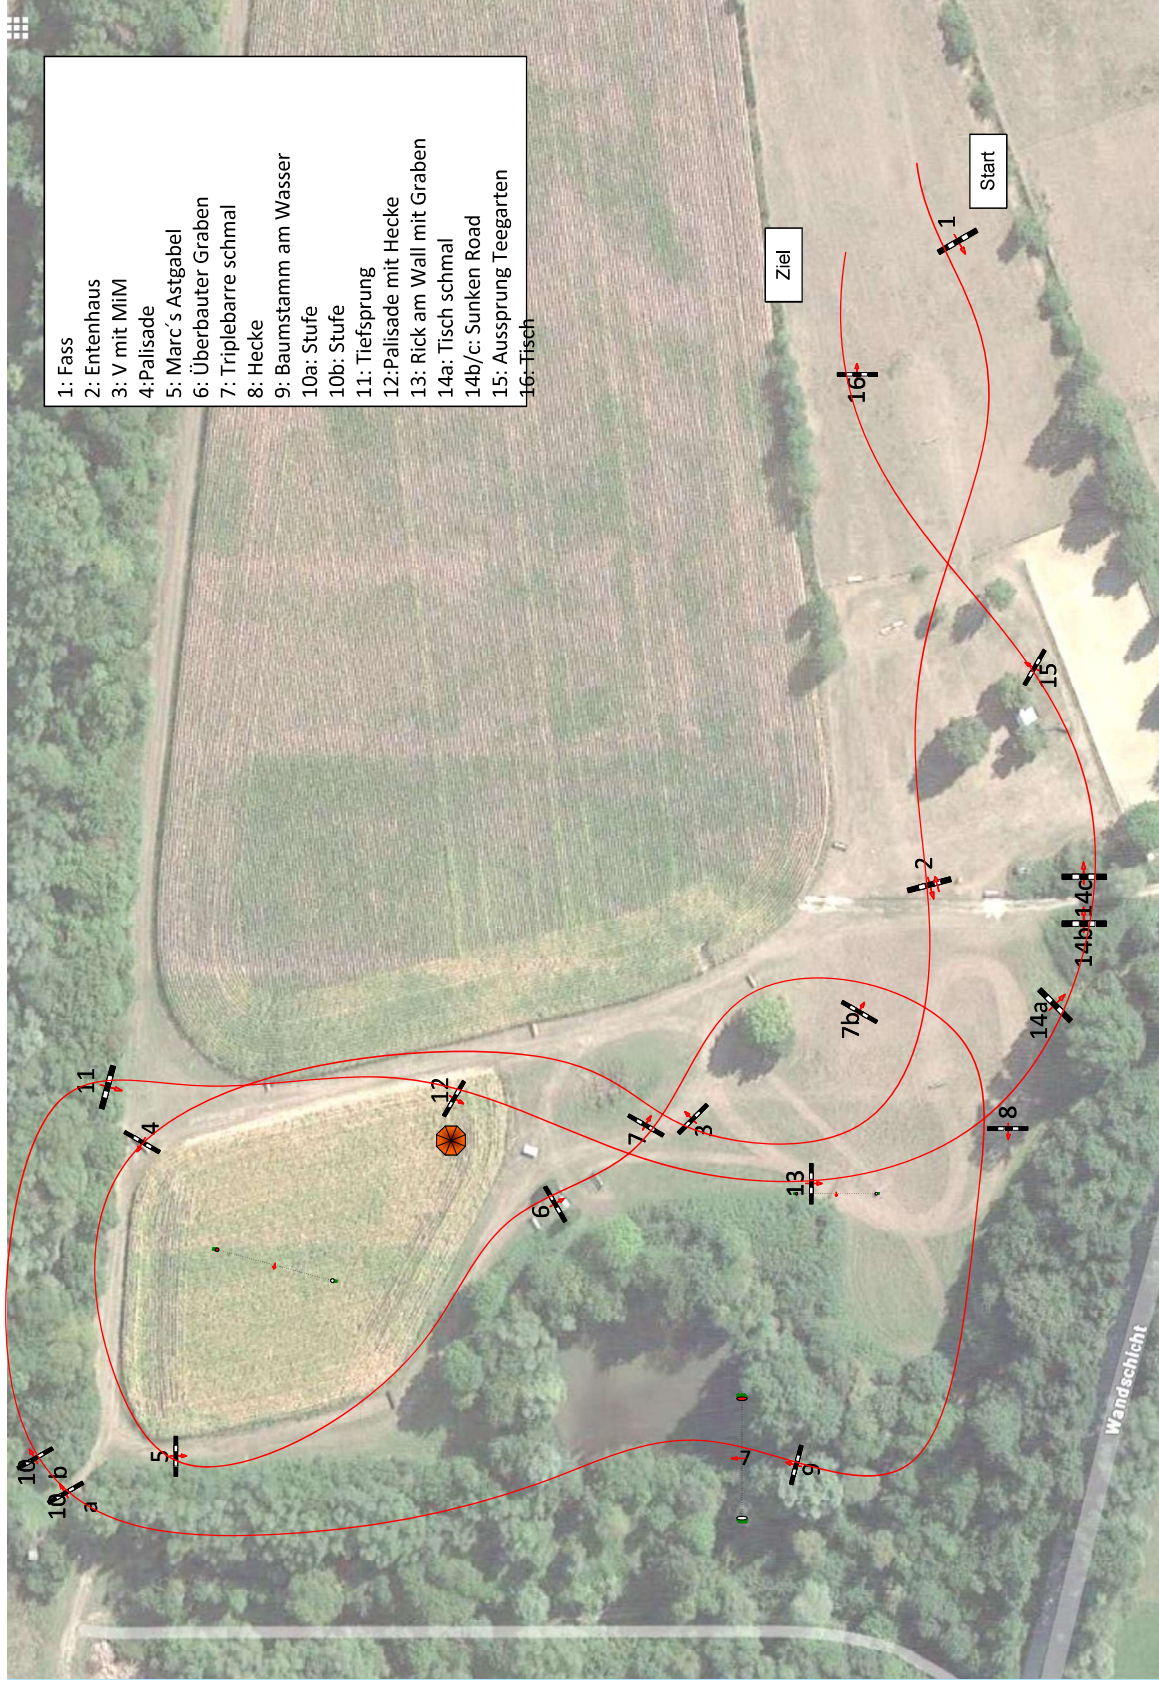 1: Fass
2: Entenhaus
3: V mit MiM
4:Palisade
5: Marc´s Astgabel
6: Überbauter Graben
7: Triplebarre schmal
8: Hecke
9: Baumstamm am Wasser
10a: Stufe
10b: Stufe
11: Tiefsprung
12:Palisade mit Hecke
13: Rick am Wall mit Graben
14a: Tisch schmal
14b/c: Sunken Road
15: Aussprung Teegarten
16: Tisch
Start
Ziel
1
2
3
4
5
6
7
7b
8
9
7
10
a
10
b
11
12
13
14a
14b
14c
15
16
Wandschicht